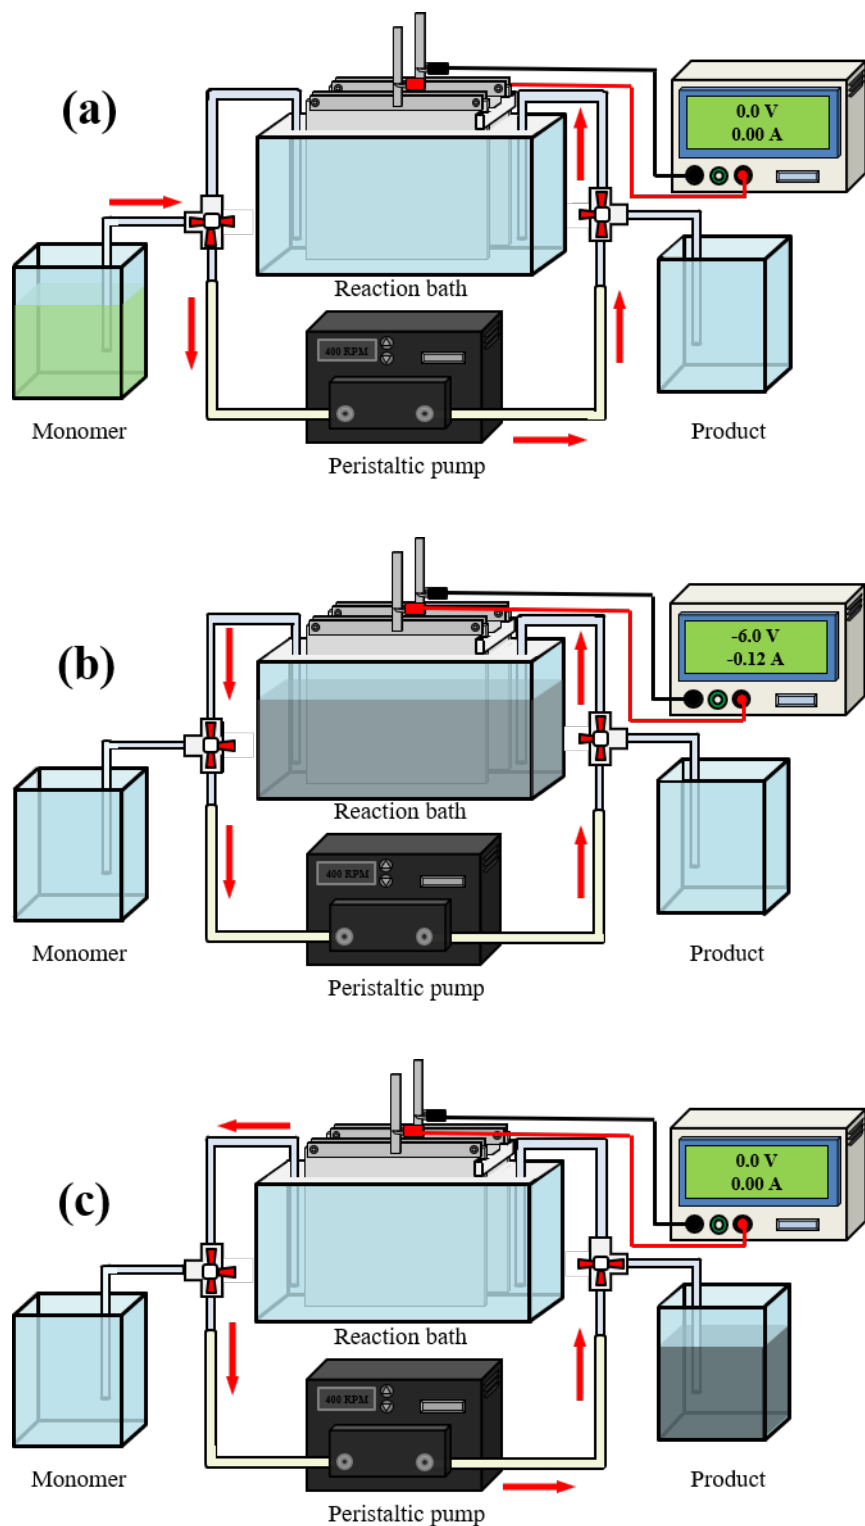 (a)
0.0 V
0.00 A
Reaction bath
400 RPM
Monomer
Peristaltic pump
Product
(b)
-6.0 V
-0.12 A
Reaction bath
400 RPM
Monomer
Peristaltic pump
Product
(c)
0.0 V
0.00 A
Reaction bath
400 RPM
Monomer
Peristaltic pump
Product